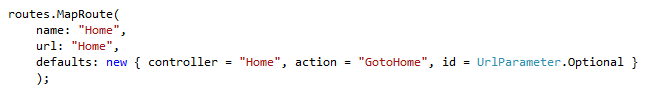 routes.MapRoute(
    name: "Home",
    url: "Home",
    defaults: new { controller = "Home", action = "GotoHome", id = UrlParameter.Optional }
    );